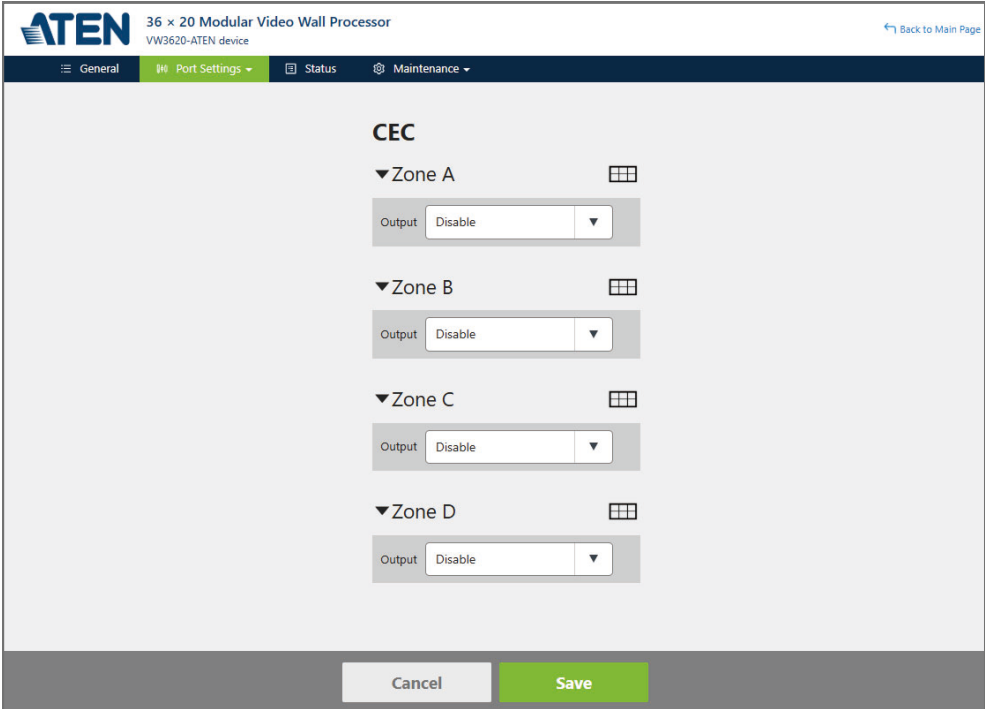 ATEN
36 × 20 Modular Video Wall Processor
VW3620-ATEN device
Back to Main Page
General Port Settings Status Maintenance
CEC
Zone A
Output Disable
Zone B
Output Disable
Zone C
Output Disable
Zone D
Output Disable
Cancel Save